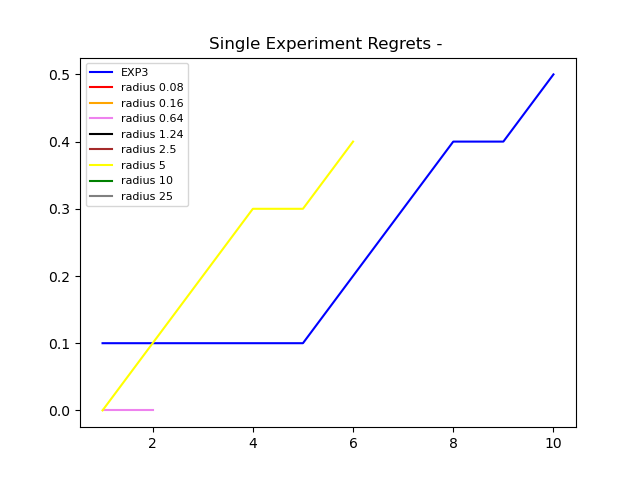 Single Experiment Regrets -
0.5
0.4
0.3
0.2
0.1
0.0
EXP3
radius 0.08
radius 0.16
radius 0.64
radius 1.24
radius 2.5
radius 5
radius 10
radius 25
2 4 6 8 10